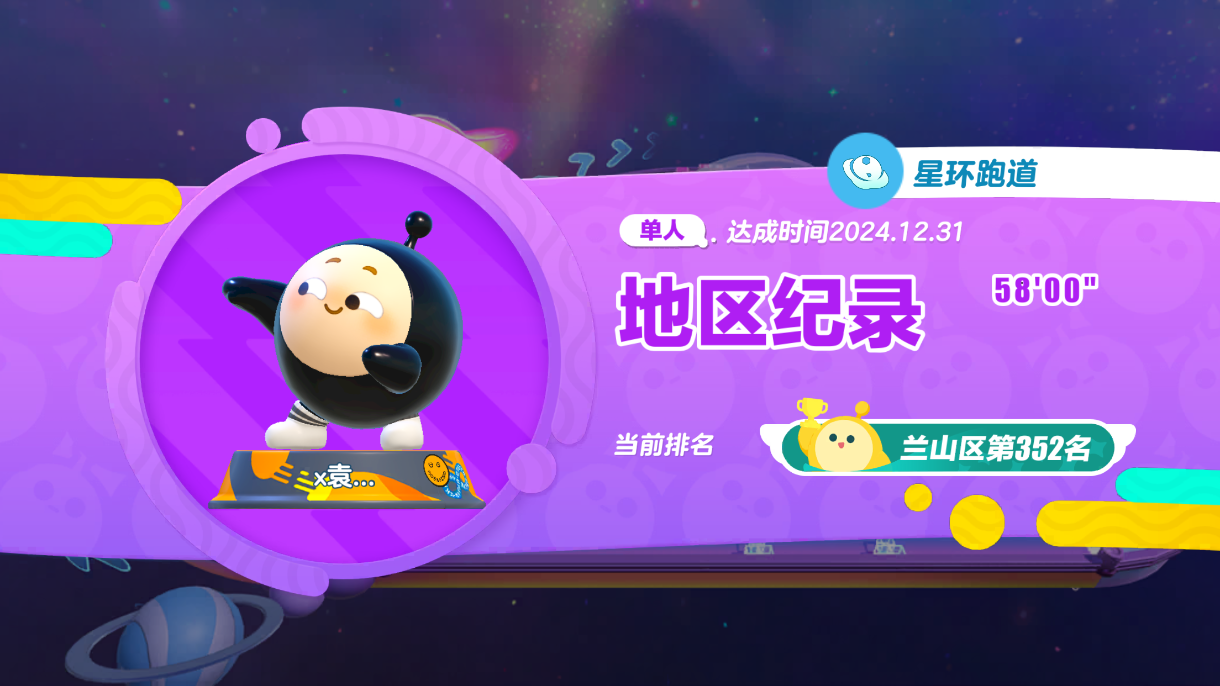 星环跑道
单人
达成时间2024.12.31
地区纪录
58'00"
当前排名
兰山区第352名
x袁...